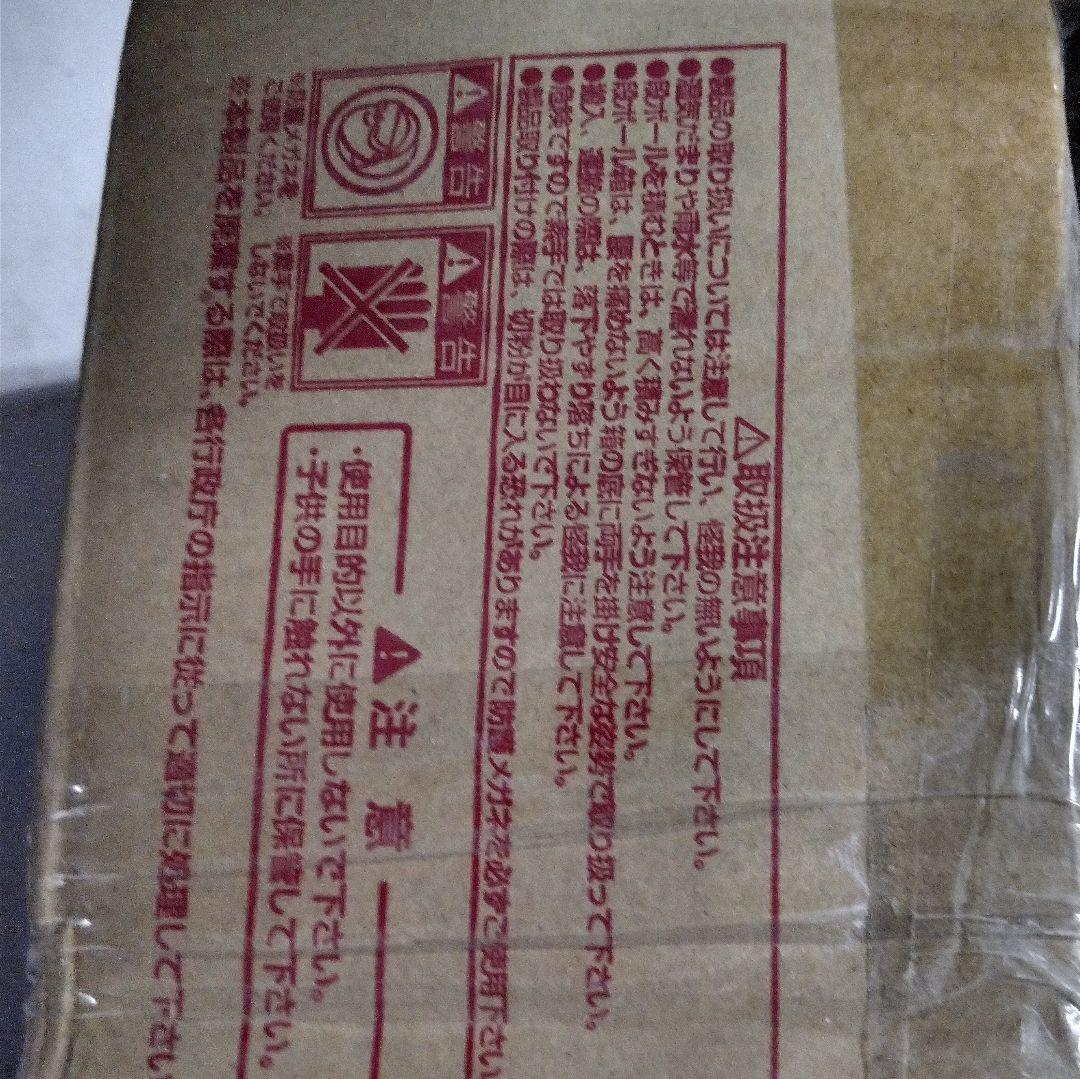 ⚠取扱注意事項
●製品の取り扱いについては注意して行い、怪我の無いようにして下さい。
●湿気だまりや雨水等で濡れないよう保管して下さい。
●段ボールを積むときは、高く積みすぎないよう注意して下さい。
●段ボール箱は、腰を痛めないよう箱の底に両手を掛け安全な姿勢で取り扱って下さい。
●搬入、運搬の際は、落下やずり落ちによる怪我に注意して下さい。
●危険ですので素手では取り扱わないで下さい。
●製品取り付けの際は、切粉が目に入る恐れがありますので防塵メガネを必ずご使用下さい
⚠警告
※防塵メガネを
ご使用ください。
⚠警告
※素手で取扱いを
しないでください。
⚠注意
・使用目的以外に使用しないで下さい。
・子供の手に触れない所に保管して下さい。
※本製品を廃棄する際は、各行政庁の指示に従って適切に処理して下さい